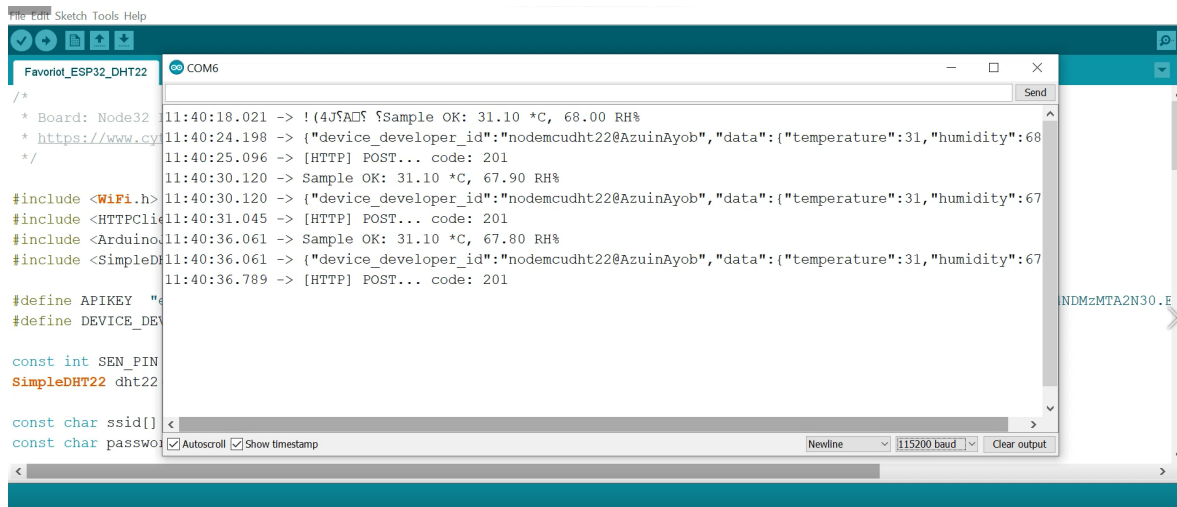 File Edit Sketch Tools Help
Favoriot_ESP32_DHT22
COM6
Send
/*
* Board: Node32
* https://www.cyt
*/
#include <WiFi.h>
#include <HTTPClie
#include <Arduino
#include <SimpleD
#define APIKEY "e
NDMzMTA2N30.E
#define DEVICE_DEV
const int SEN_PIN
SimpleDHT22 dht22
const char ssid[]
const char passwo
11:40:18.021 -> Sample OK: 31.10 *C, 68.00 RH%
11:40:24.198 -> {"device_developer_id":"nodemcudht22@AzuinAyob","data":{"temperature":31,"humidity":68
11:40:25.096 -> [HTTP] POST... code: 201
11:40:30.120 -> Sample OK: 31.10 *C, 67.90 RH%
11:40:30.120 -> {"device_developer_id":"nodemcudht22@AzuinAyob","data":{"temperature":31,"humidity":67
11:40:31.045 -> [HTTP] POST... code: 201
11:40:36.061 -> Sample OK: 31.10 *C, 67.80 RH%
11:40:36.061 -> {"device_developer_id":"nodemcudht22@AzuinAyob","data":{"temperature":31,"humidity":67
11:40:36.789 -> [HTTP] POST... code: 201
Autoscroll Show timestamp
Newline 115200 baud Clear output